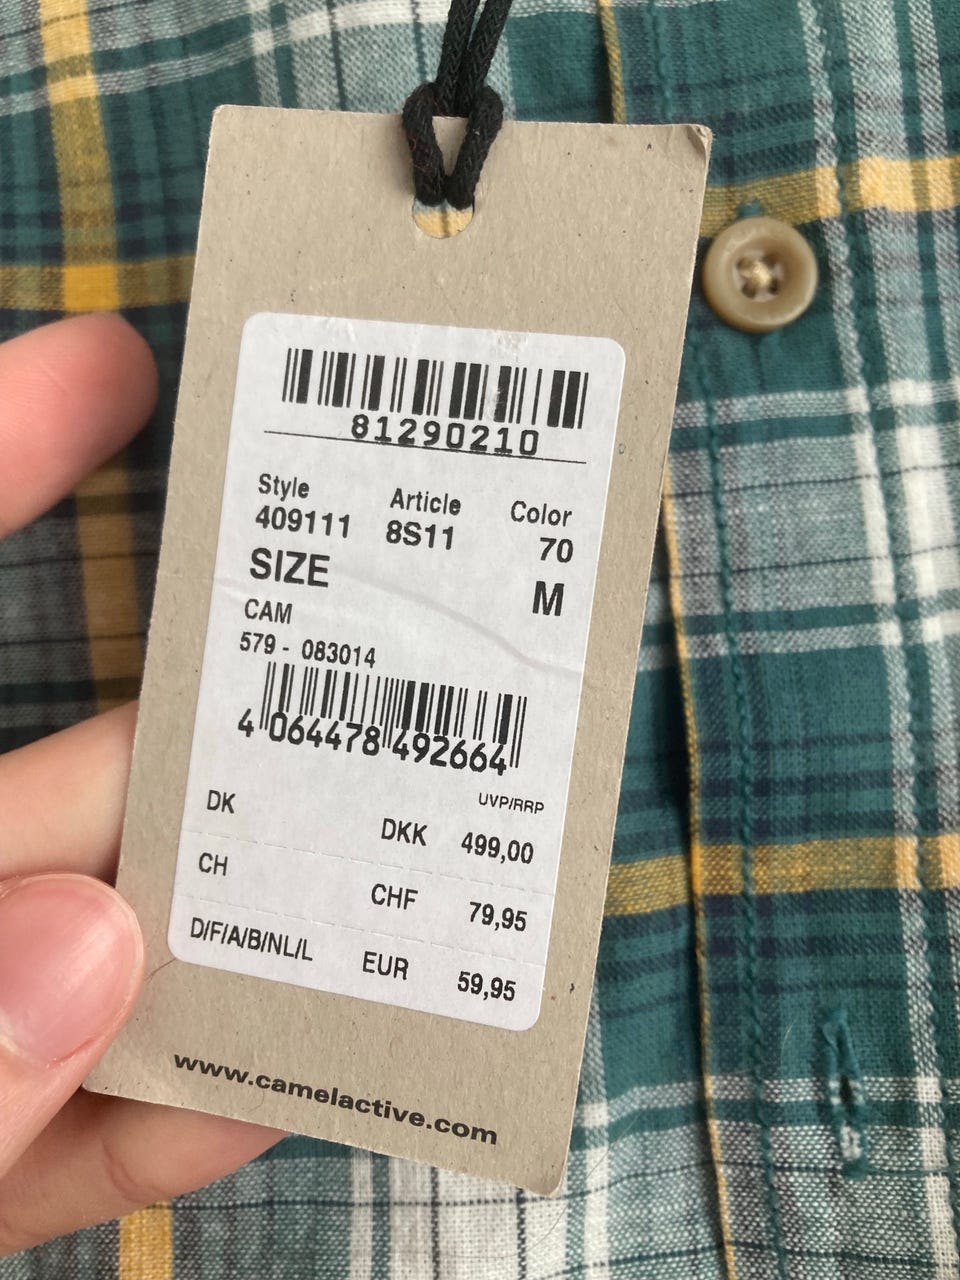 81290210
Style Article Color
409111 8S11 70
SIZE M
CAM
579 - 083014
4 064478 492664
UVP/RRP
DK DKK 499,00
CH CHF 79,95
D/F/A/B/NL/L EUR 59,95
www.camelactive.com